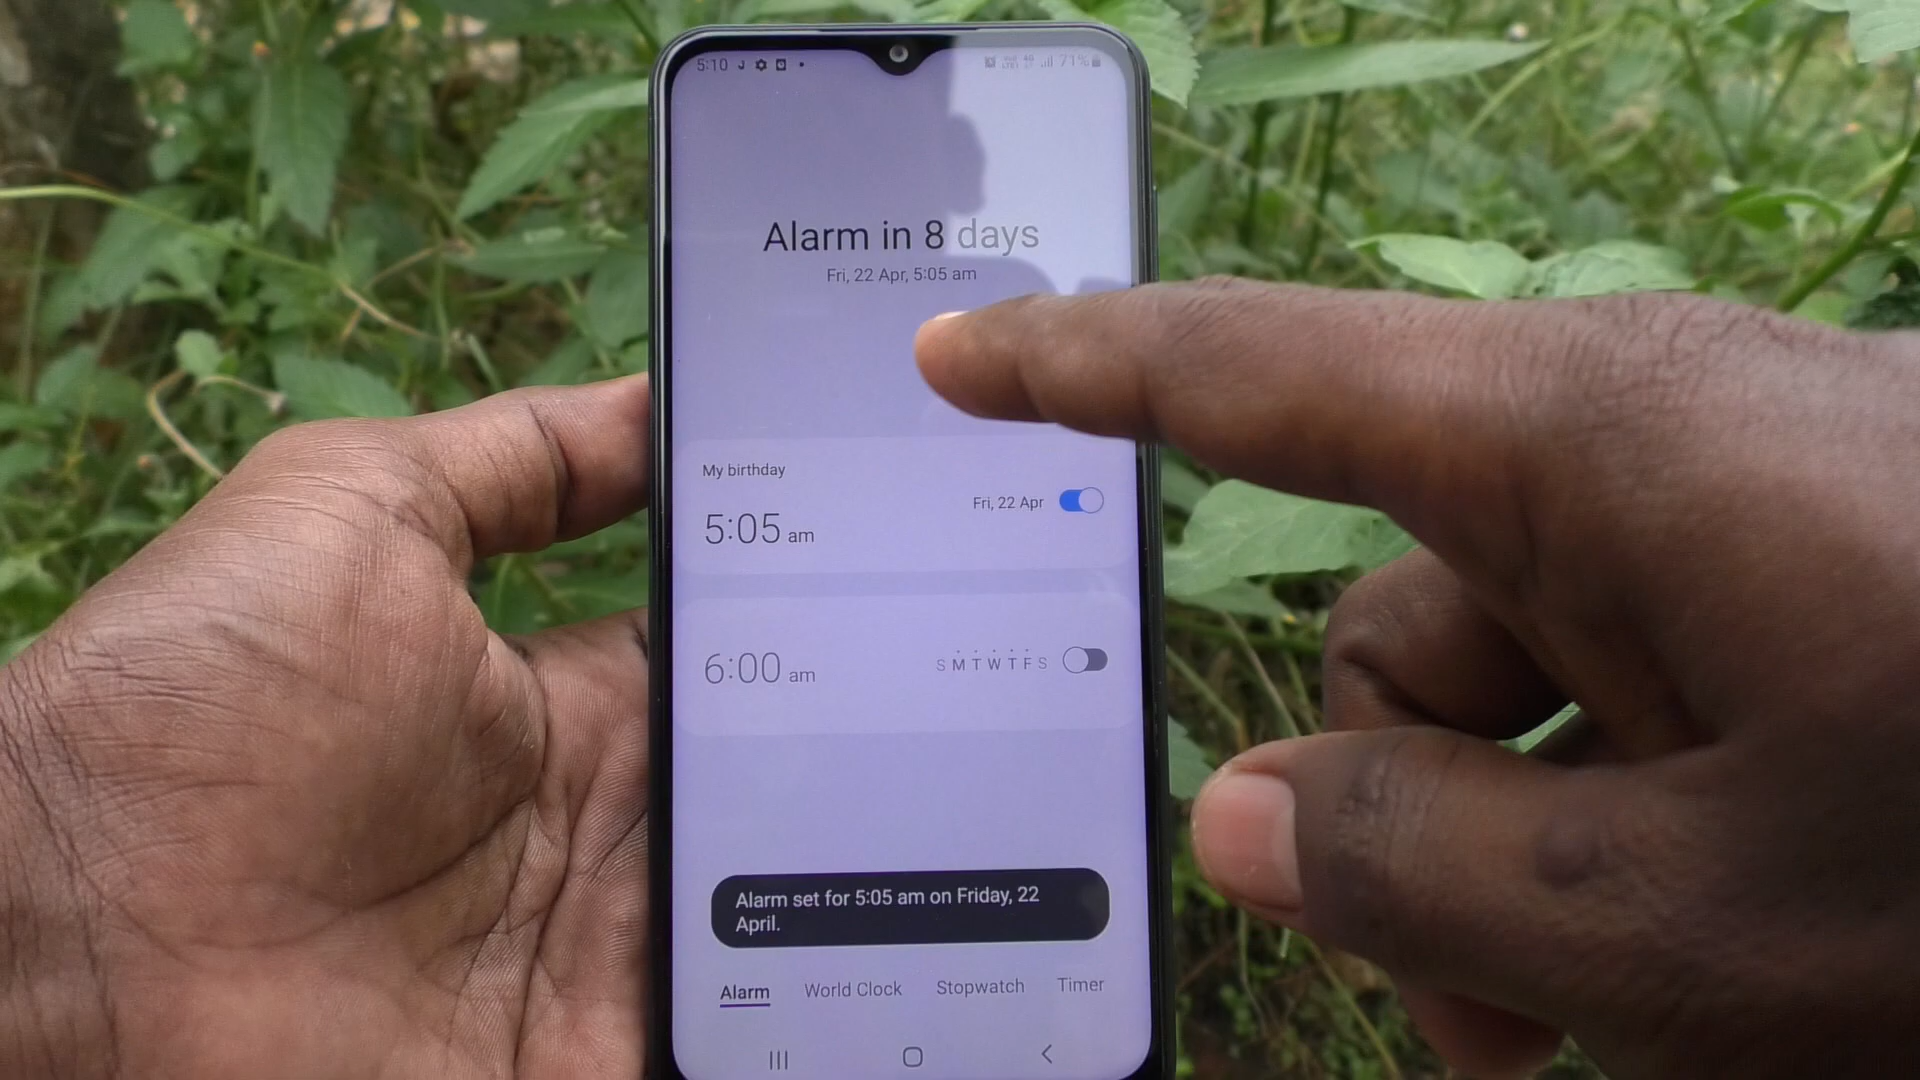 5:10
71%
Alarm in 8 days
Fri, 22 Apr, 5:05 am
My birthday
5:05 am
Fri, 22 Apr
6:00 am
S M T W T F S
Alarm set for 5:05 am on Friday, 22
April.
Alarm World Clock Stopwatch Timer